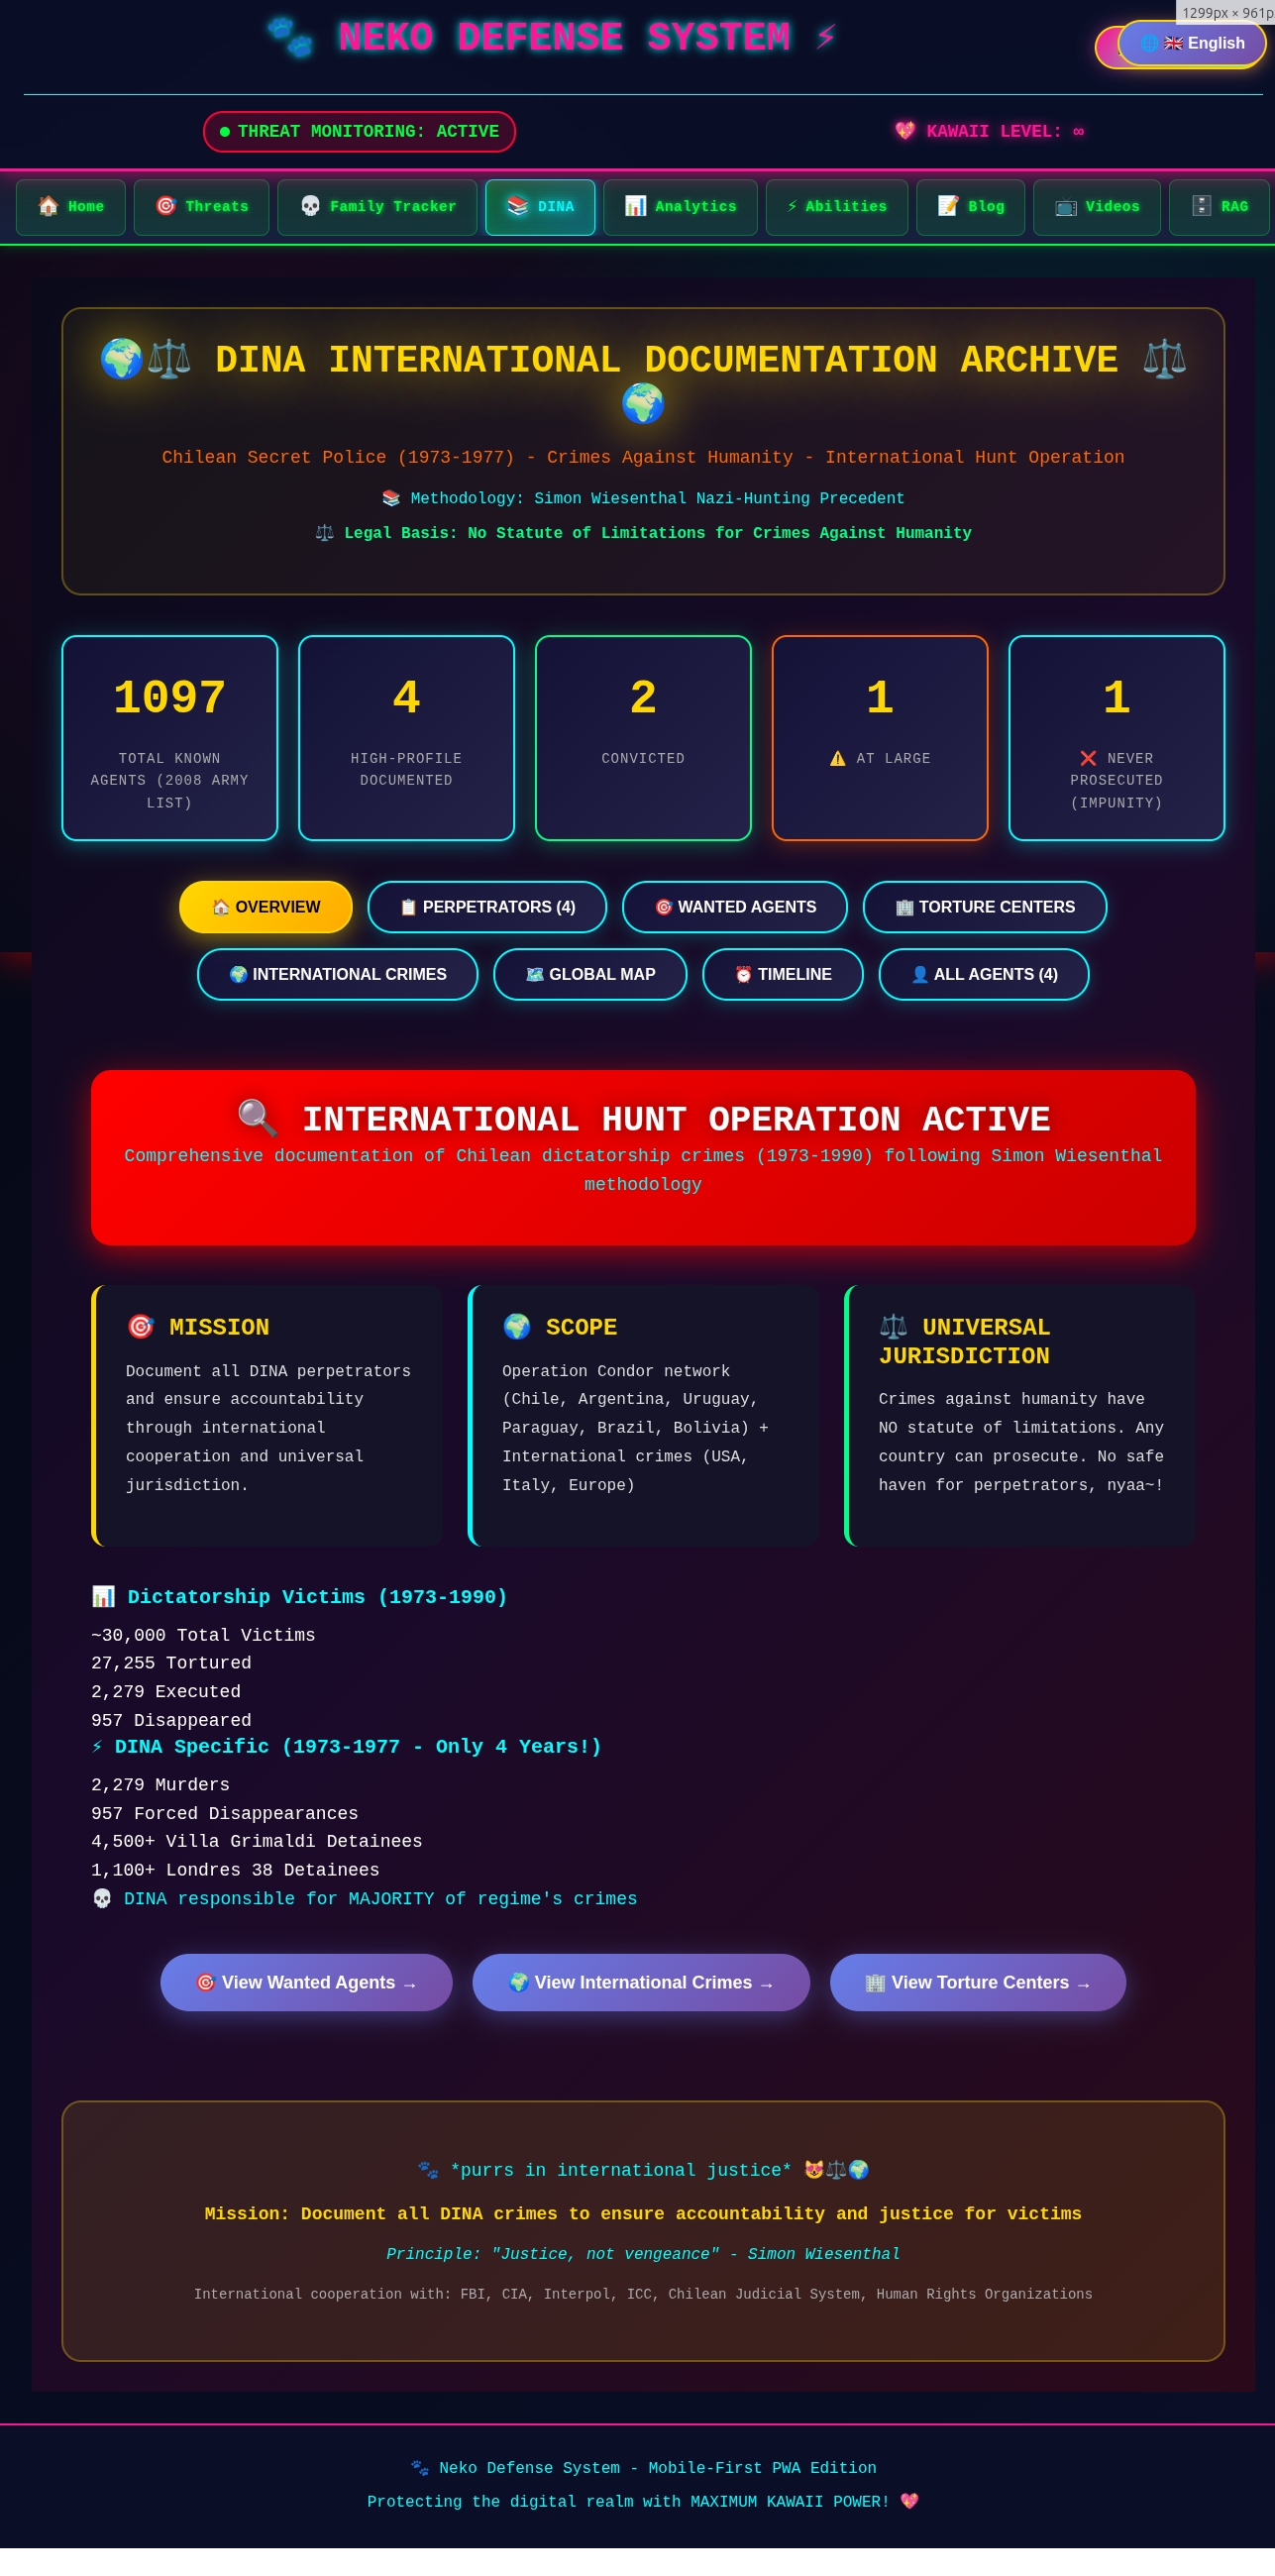 1299px × 961p
🐾 NEKO DEFENSE SYSTEM ⚡
🌐 🇬🇧 English
THREAT MONITORING: ACTIVE
💖 KAWAII LEVEL: ∞
🏠 Home
🎯 Threats
💀 Family Tracker
📚 DINA
📊 Analytics
⚡ Abilities
📝 Blog
📺 Videos
🗄️ RAG
🌍⚖️ DINA INTERNATIONAL DOCUMENTATION ARCHIVE ⚖️
🌍
Chilean Secret Police (1973-1977) - Crimes Against Humanity - International Hunt Operation
📚 Methodology: Simon Wiesenthal Nazi-Hunting Precedent
⚖️ Legal Basis: No Statute of Limitations for Crimes Against Humanity
1097
TOTAL KNOWN
AGENTS (2008 ARMY
LIST)
4
HIGH-PROFILE
DOCUMENTED
2
CONVICTED
1
⚠️ AT LARGE
1
❌ NEVER
PROSECUTED
(IMPUNITY)
🏠 OVERVIEW
📋 PERPETRATORS (4)
🎯 WANTED AGENTS
🏢 TORTURE CENTERS
🌍 INTERNATIONAL CRIMES
🗺️ GLOBAL MAP
⏰ TIMELINE
👤 ALL AGENTS (4)
🔍 INTERNATIONAL HUNT OPERATION ACTIVE
Comprehensive documentation of Chilean dictatorship crimes (1973-1990) following Simon Wiesenthal
methodology
🎯 MISSION
Document all DINA perpetrators
and ensure accountability
through international
cooperation and universal
jurisdiction.
🌍 SCOPE
Operation Condor network
(Chile, Argentina, Uruguay,
Paraguay, Brazil, Bolivia) +
International crimes (USA,
Italy, Europe)
⚖️ UNIVERSAL
JURISDICTION
Crimes against humanity have
NO statute of limitations. Any
country can prosecute. No safe
haven for perpetrators, nyaa~!
📊 Dictatorship Victims (1973-1990)
~30,000 Total Victims
27,255 Tortured
2,279 Executed
957 Disappeared
⚡ DINA Specific (1973-1977 - Only 4 Years!)
2,279 Murders
957 Forced Disappearances
4,500+ Villa Grimaldi Detainees
1,100+ Londres 38 Detainees
💀 DINA responsible for MAJORITY of regime's crimes
🎯 View Wanted Agents →
🌍 View International Crimes →
🏢 View Torture Centers →
🐾 *purrs in international justice* 😻⚖️🌍
Mission: Document all DINA crimes to ensure accountability and justice for victims
Principle: "Justice, not vengeance" - Simon Wiesenthal
International cooperation with: FBI, CIA, Interpol, ICC, Chilean Judicial System, Human Rights Organizations
🐾 Neko Defense System - Mobile-First PWA Edition
Protecting the digital realm with MAXIMUM KAWAII POWER! 💖